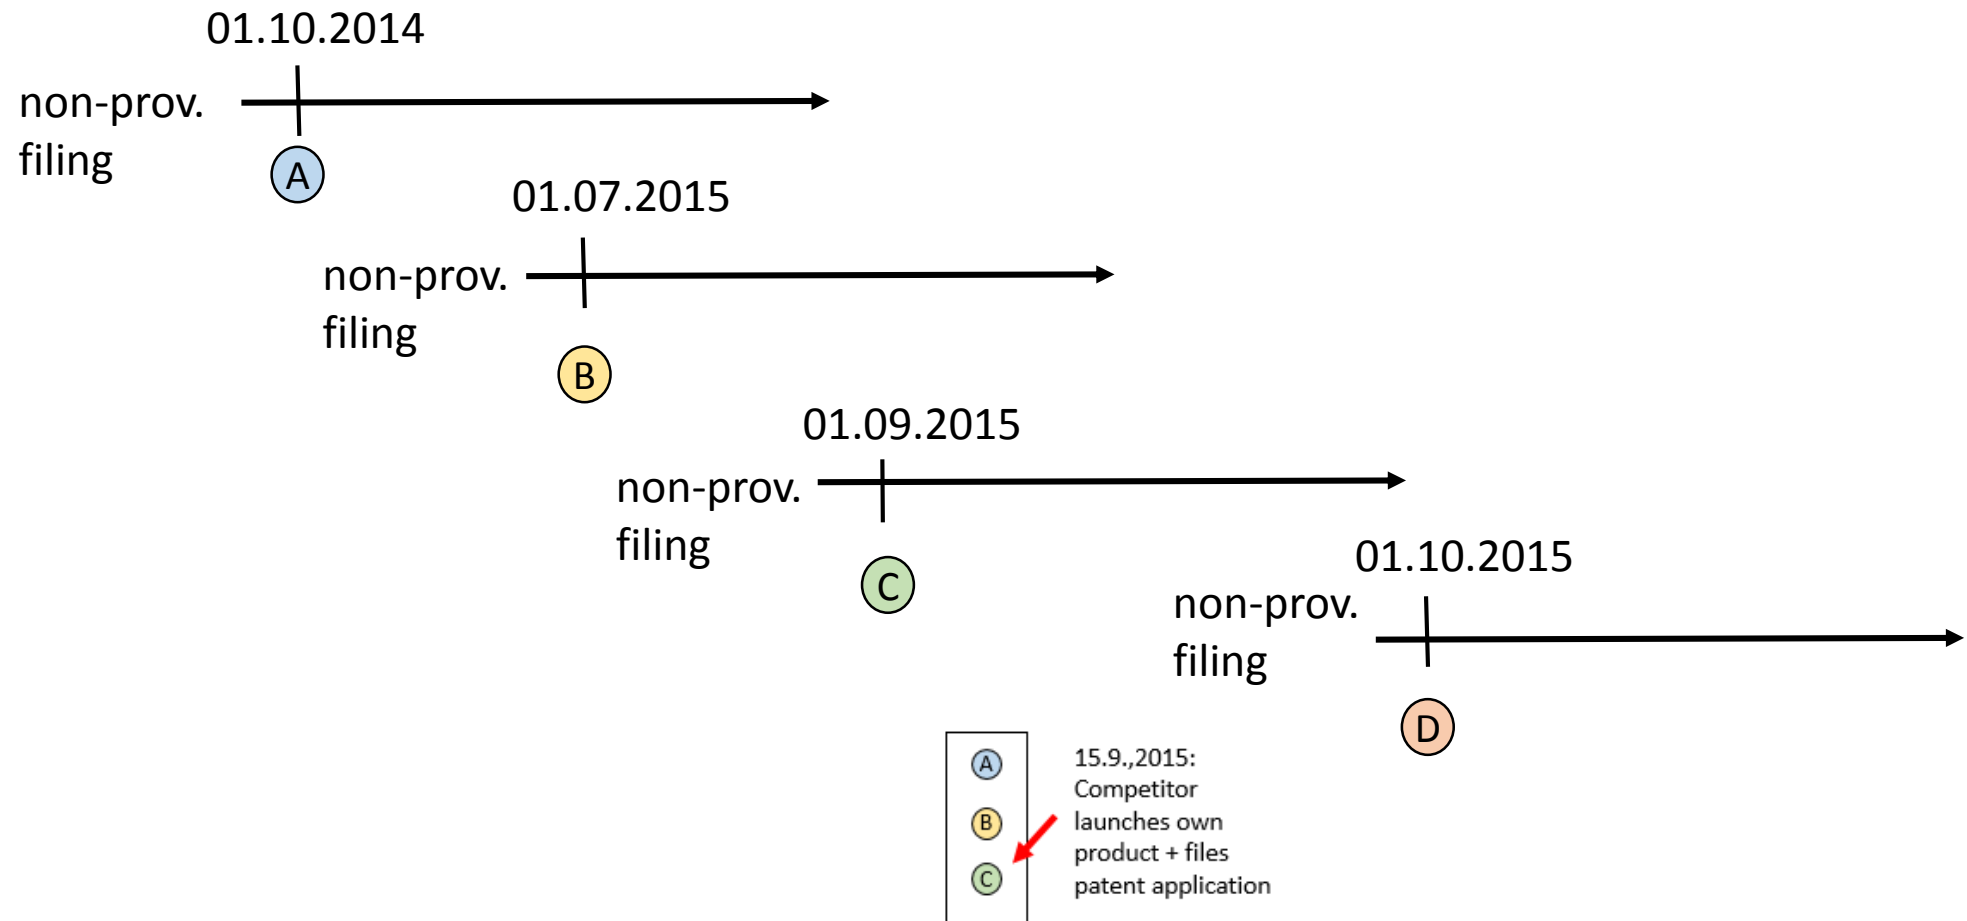 01.10.2014
non-prov.
filing
A
01.07.2015
non-prov.
filing
B
01.09.2015
non-prov.
filing
C
01.10.2015
non-prov.
filing
D
A
B
C
15.9.,2015:
Competitor
launches own
product + files
patent application